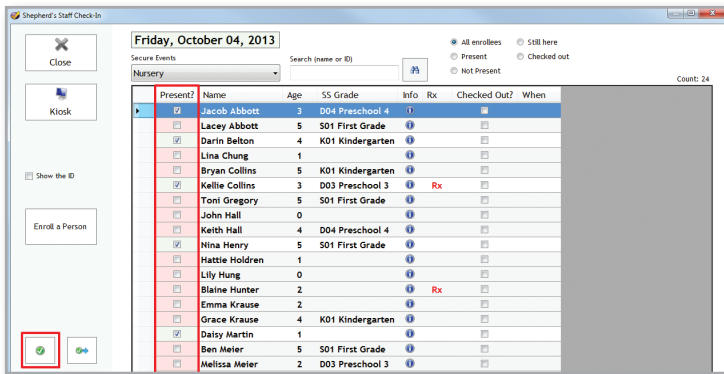 Shepherd's Staff Check-In
Close
Kiosk
Show the ID
Enroll a Person
Friday, October 04, 2013
Secure Events
Nursery
Search (name or ID)
All enrollees
Still here
Present
Checked out
Not Present
Count: 24
Present? Name Age SS Grade Info Rx Checked Out? When
Jacob Abbott 3 D04 Preschool 4
Lacey Abbott 5 S01 First Grade
Darin Belton 4 K01 Kindergarten
Lina Chung 1
Bryan Collins 5 K01 Kindergarten
Kellie Collins 3 D03 Preschool 3 Rx
Toni Gregory 5 S01 First Grade
John Hall 0
Keith Hall 4 D04 Preschool 4
Nina Henry 5 S01 First Grade
Hattie Holdren 1
Lily Hung 0
Blaine Hunter 2 Rx
Emma Krause 2
Grace Krause 4 K01 Kindergarten
Daisy Martin 1
Ben Meier 5 S01 First Grade
Melissa Meier 2 D03 Preschool 3